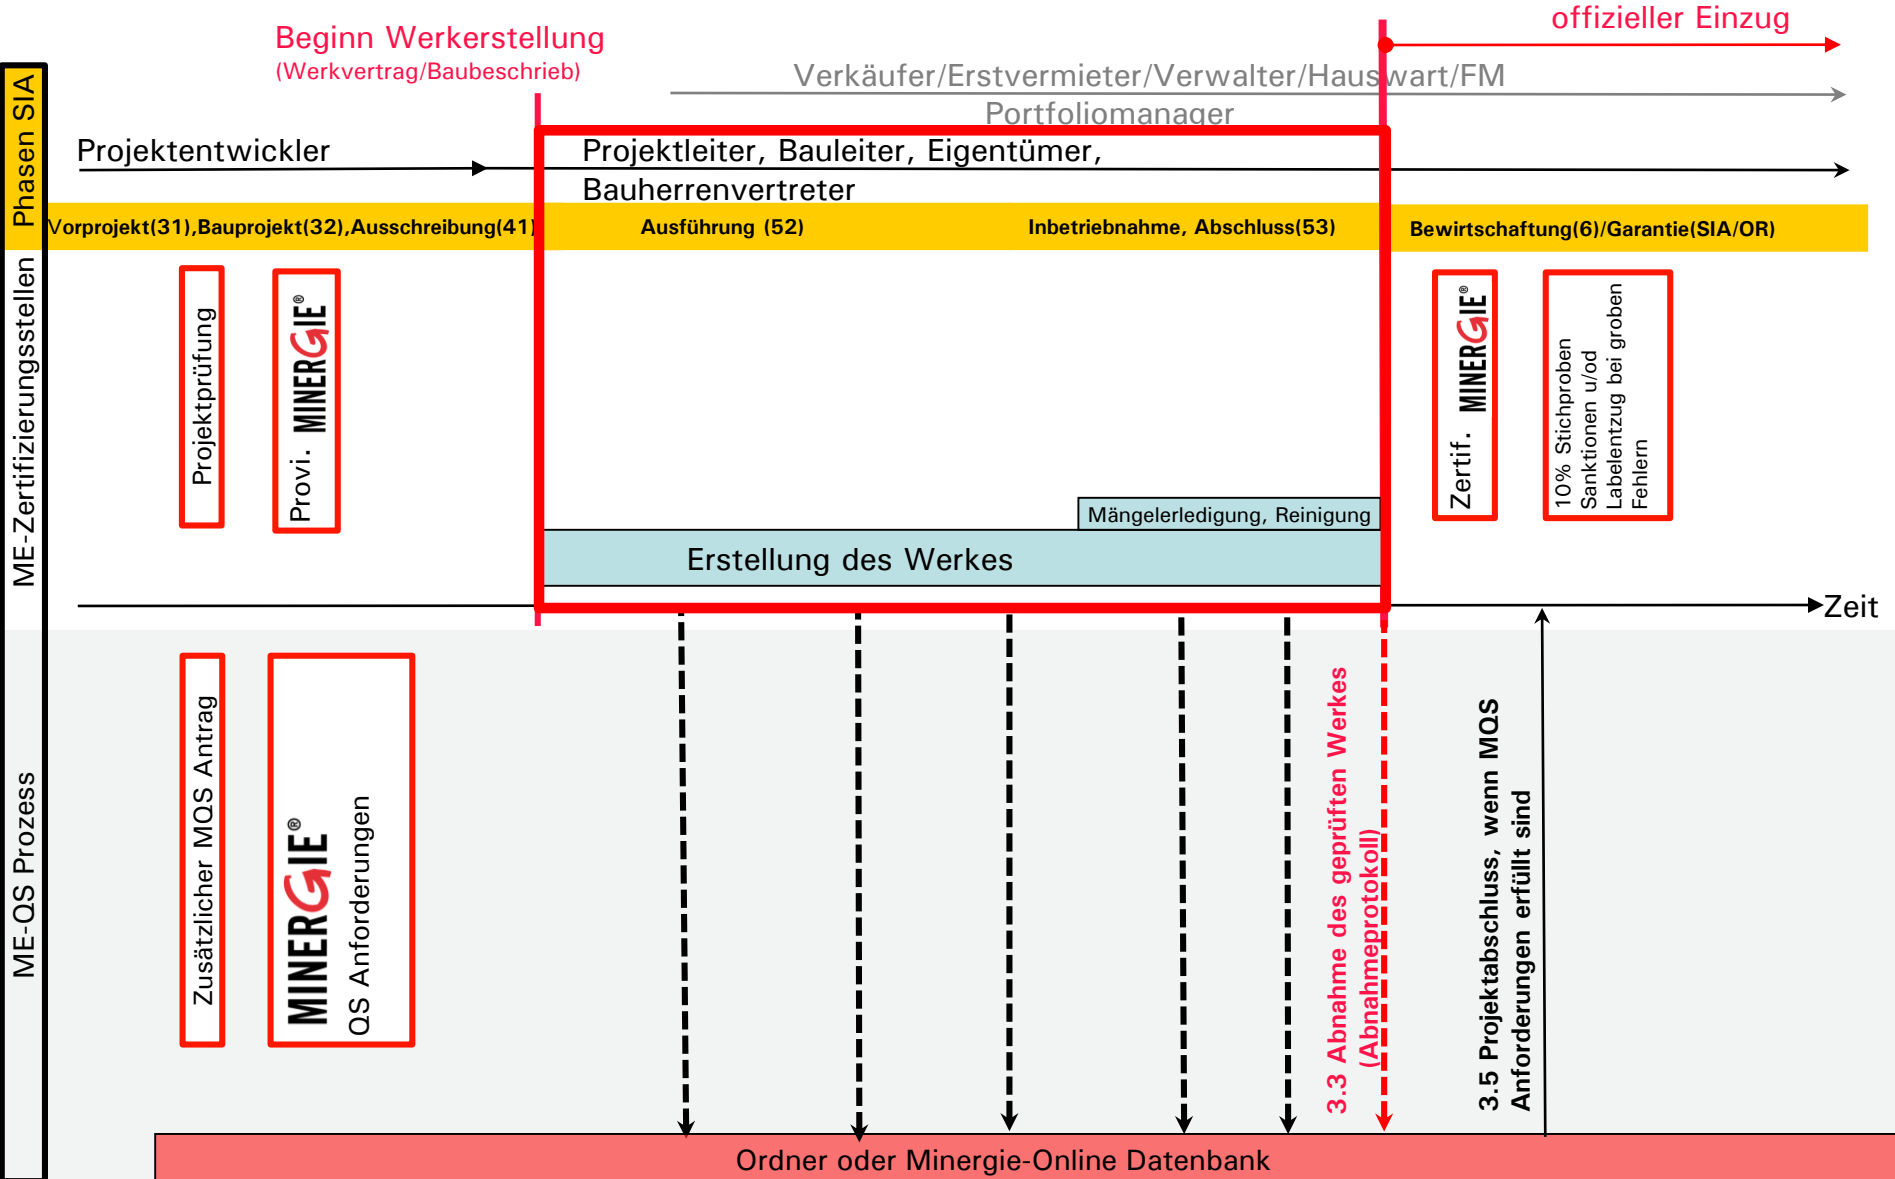 offizieller Einzug
Beginn Werkerstellung
(Werkvertrag/Baubeschrieb)
Verkäufer/Erstvermieter/Verwalter/Hauswart/FM
Portfoliomanager
Phasen SIA
Projektentwickler
Projektleiter, Bauleiter, Eigentümer,
Bauherrenvertreter
Vorprojekt(31),Bauprojekt(32),Ausschreibung(41)
Ausführung (52)
Inbetriebnahme, Abschluss(53)
Bewirtschaftung(6)/Garantie(SIA/OR)
ME-Zertifizierungsstellen
Projektprüfung
Provi. MINERGIE®
Zertif. MINERGIE®
10% Stichproben
Sanktionen u/od
Labelentzug bei groben
Fehlern
Mängelerledigung, Reinigung
Erstellung des Werkes
Zeit
ME-QS Prozess
Zusätzlicher MQS Antrag
MINERGIE®
QS Anforderungen
3.3 Abnahme des geprüften Werkes
(Abnahmeprotokoll)
3.5 Projektabschluss, wenn MQS
Anforderungen erfüllt sind
Ordner oder Minergie-Online Datenbank